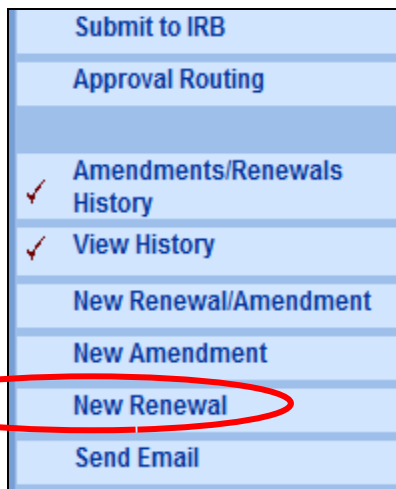 Submit to IRB
Approval Routing
Amendments/Renewals
History
View History
New Renewal/Amendment
New Amendment
New Renewal
Send Email